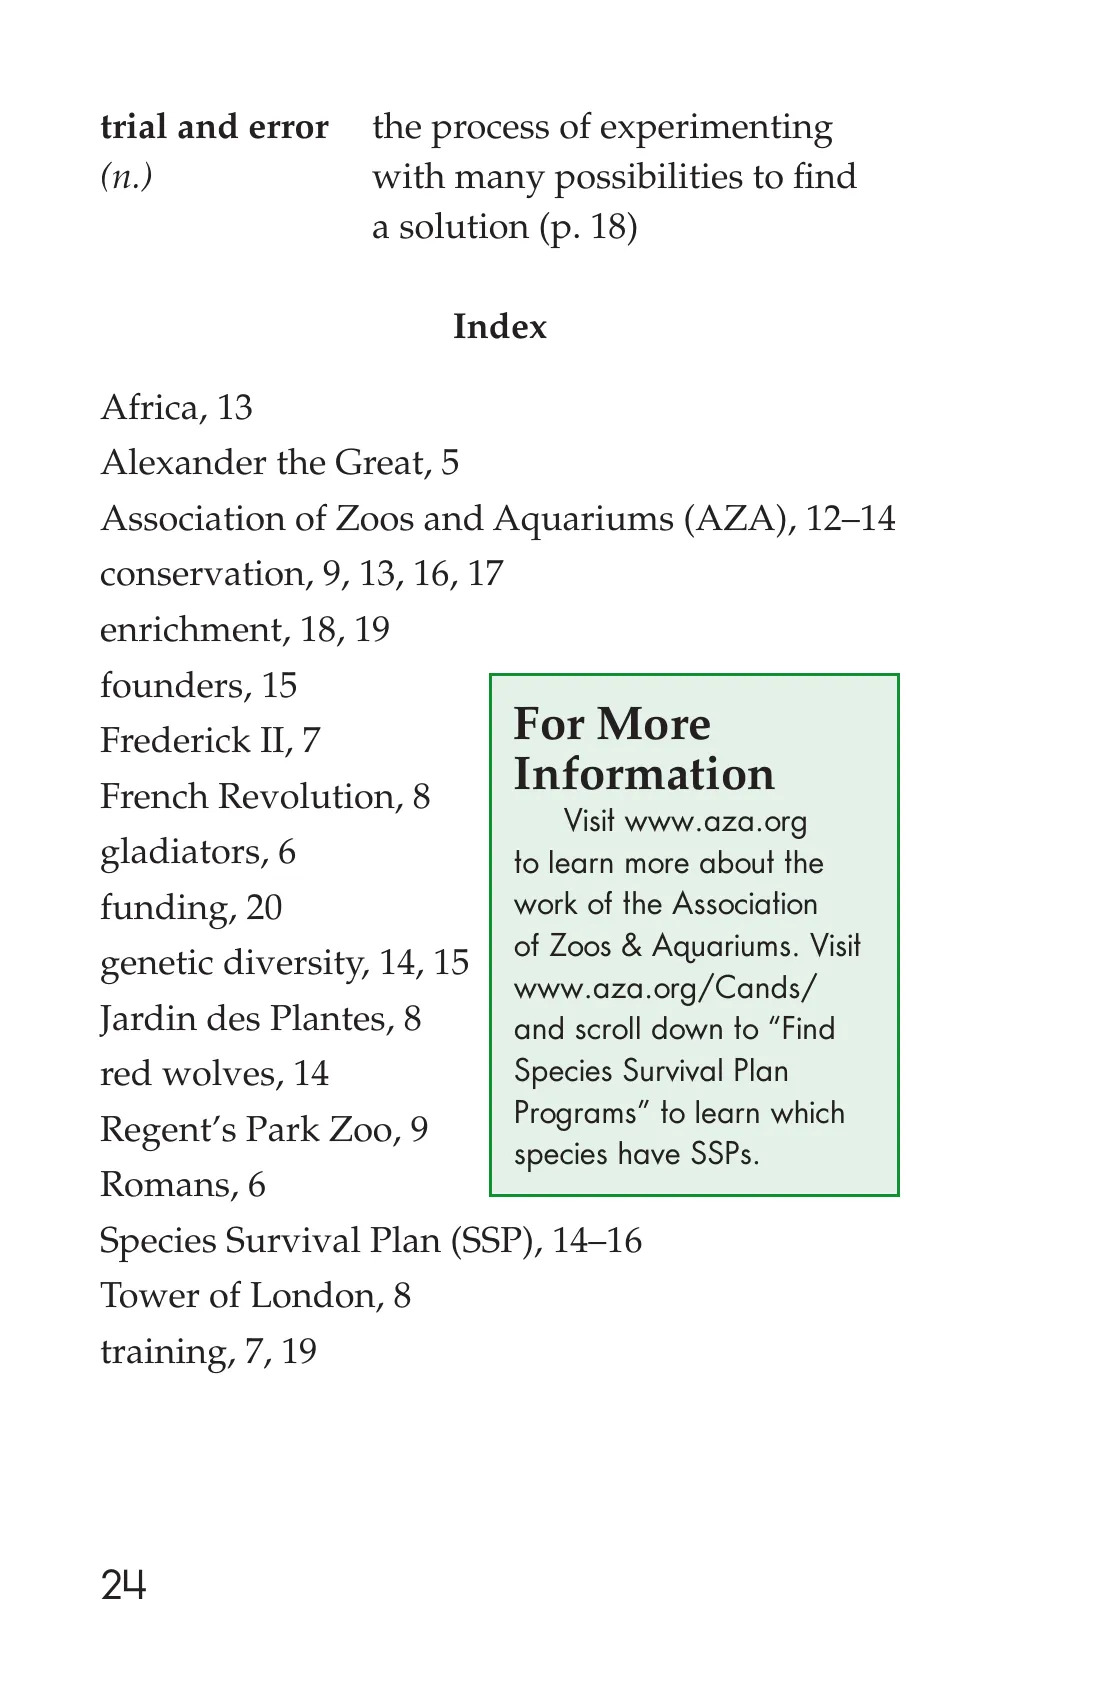 trial and error the process of experimenting
(n.) with many possibilities to find
a solution (p. 18)
Index
Africa, 13
Alexander the Great, 5
Association of Zoos and Aquariums (AZA), 12–14
conservation, 9, 13, 16, 17
enrichment, 18, 19
founders, 15
Frederick II, 7
French Revolution, 8
gladiators, 6
funding, 20
genetic diversity, 14, 15
Jardin des Plantes, 8
red wolves, 14
Regent’s Park Zoo, 9
Romans, 6
Species Survival Plan (SSP), 14–16
Tower of London, 8
training, 7, 19
For More
Information
Visit www.aza.org
to learn more about the
work of the Association
of Zoos & Aquariums. Visit
www.aza.org/Cands/
and scroll down to “Find
Species Survival Plan
Programs” to learn which
species have SSPs.
24